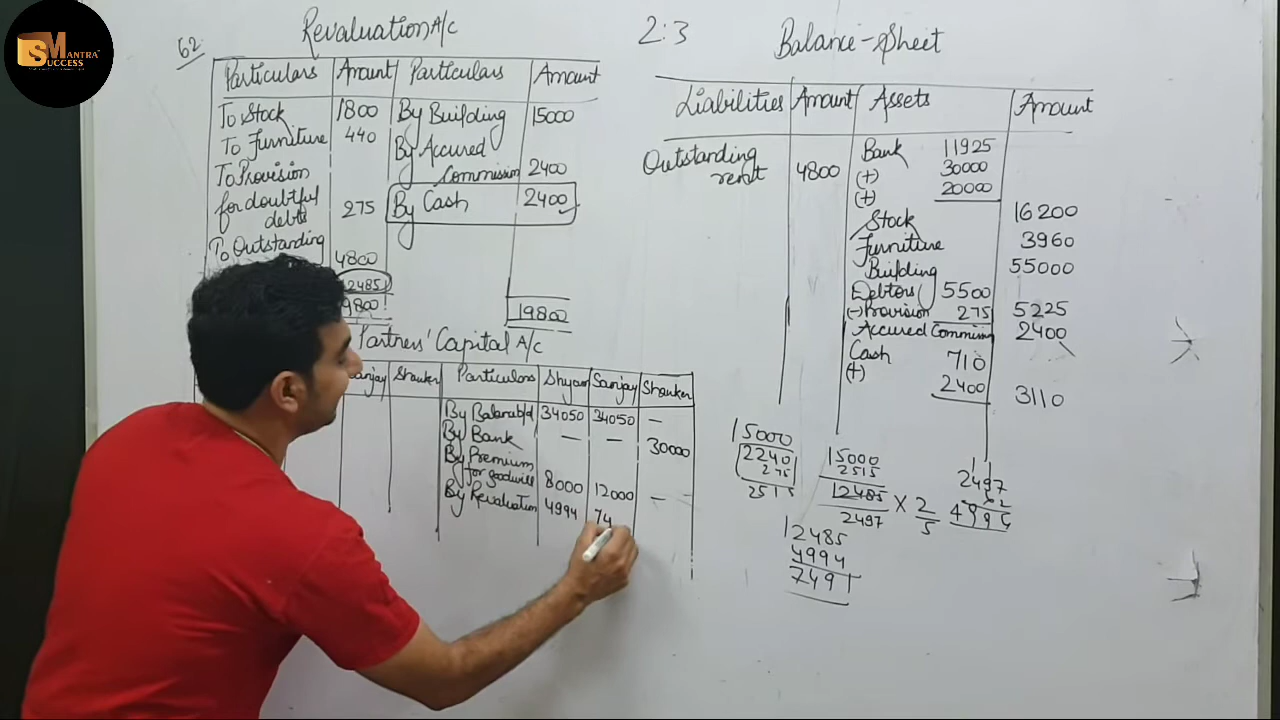 MANTRA
SUCCESS
62.
Revaluation A/c
Particulars Amount Particulars Amount
To Stock 1800 By Building 15000
To Furniture 440 By Accured
Commission 2400
To Provision
for doubtful
debts 275 By Cash 2400
To Outstanding
4800
12485
19800 19800
Partners' Capital A/c
Sanjay Shanker Particulars Shyam Sanjay Shanker
By Balance b/d 34050 34050 —
By Bank — — 30000
By Premium
for goodwill 8000 12000 —
By Revaluation 4994 74
2:3
Balance-Sheet
Liabilities Amount Assets Amount
Outstanding
rent 4800
Bank 11925
(+) 30000
(+) 20000
Stock 16200
Furniture 3960
Building 55000
Debtors 5500
(-) Provision 275 5225
Accured Commission 2400
Cash 710
(+) 2400 3110
15000
2240
275
2515
15000
2515
12485 × 2/5
2497
12485
4994
7491
2497
2
4994